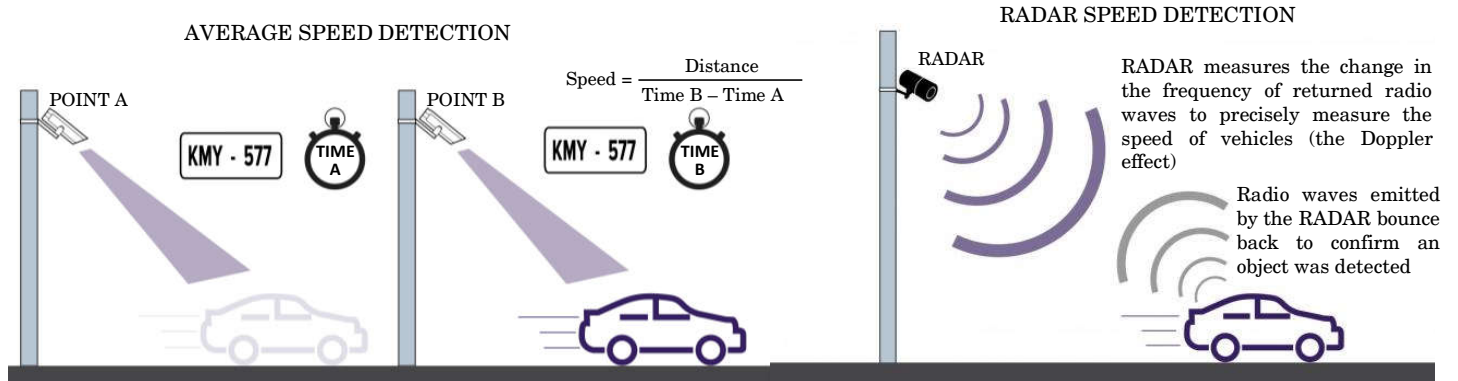 AVERAGE SPEED DETECTION
POINT A
KMY - 577
TIME
A
POINT B
KMY - 577
TIME
B
Speed = Distance
Time B – Time A
RADAR SPEED DETECTION
RADAR
RADAR measures the change in
the frequency of returned radio
waves to precisely measure the
speed of vehicles (the Doppler
effect)
Radio waves emitted
by the RADAR bounce
back to confirm an
object was detected